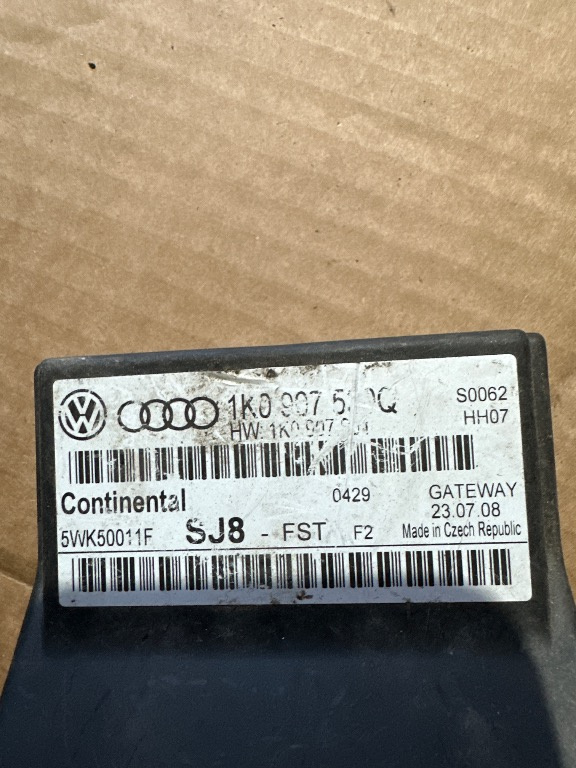 1K0 907
S0062
HW: 1K0 907
HH07
Continental
0429
GATEWAY
23.07.08
5WK50011F
SJ8 - FST F2
Made in Czech Republic